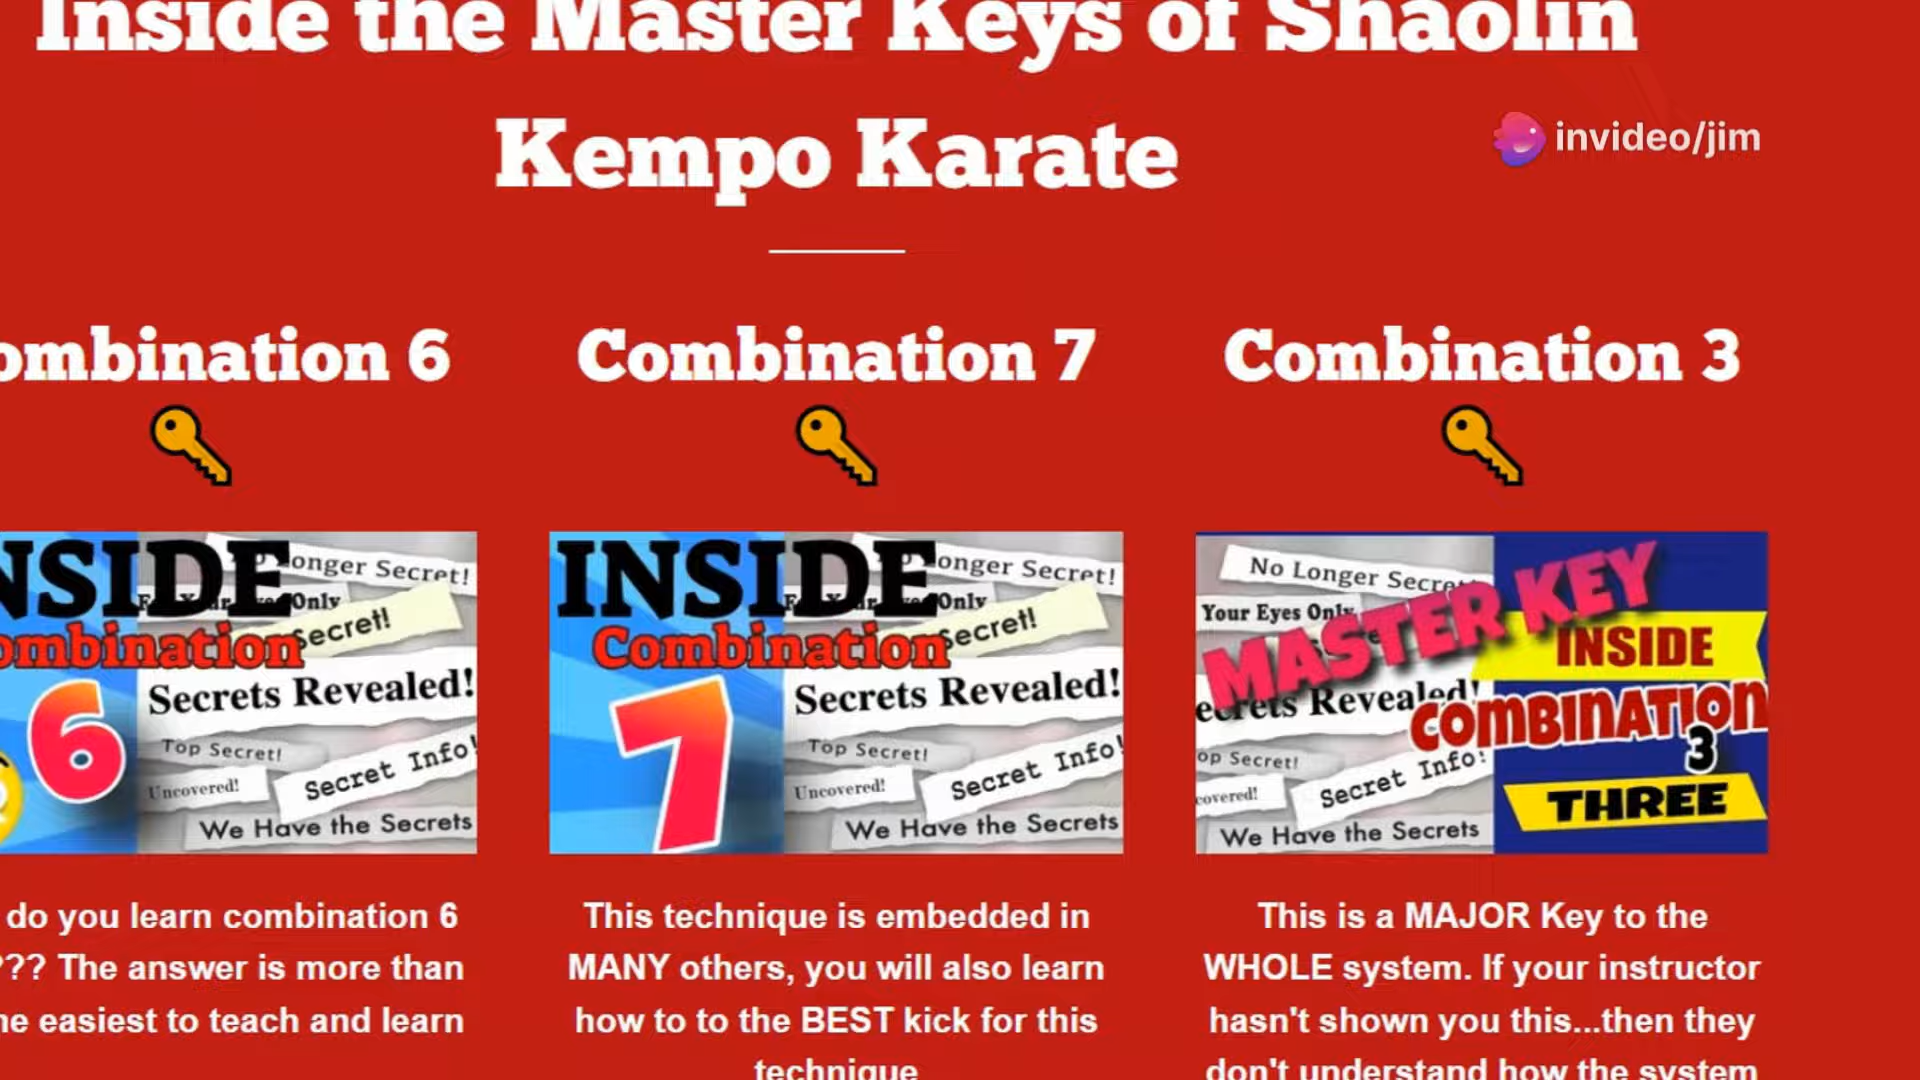 Inside the Master Keys of Shaolin
Kempo Karate
invideo/jim
ombination 6
Combination 7
Combination 3
NSIDE
onger Secret!
Only
ombination
Secret!
6
Secrets Revealed!
Top Secret!
Secret Info!
Uncovered!
We Have the Secrets
INSIDE
onger Secret!
Only
Combination
Secret!
7
Secrets Revealed!
Top Secret!
Secret Info!
Uncovered!
We Have the Secrets
No Longer Secret
Your Eyes Only
MASTER KEY
INSIDE
ecrets Revealed!
COMBINATION
3
op Secret!
Secret Info!
covered!
THREE
We Have the Secrets
do you learn combination 6
??? The answer is more than
he easiest to teach and learn
This technique is embedded in
MANY others, you will also learn
how to to the BEST kick for this
technique
This is a MAJOR Key to the
WHOLE system. If your instructor
hasn't shown you this...then they
don't understand how the system